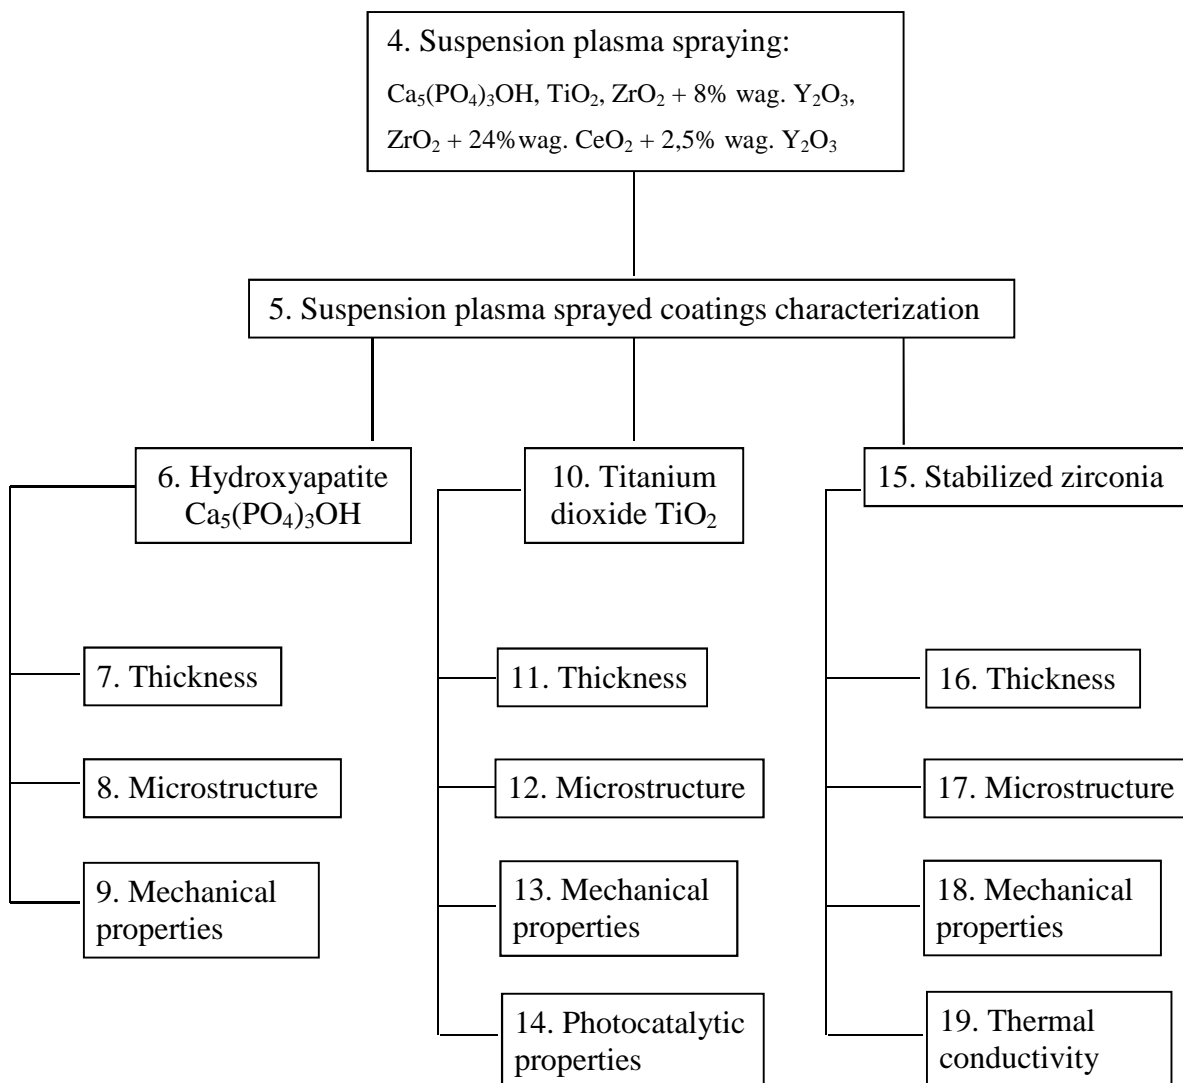 4. Suspension plasma spraying:
Ca₅(PO₄)₃OH, TiO₂, ZrO₂ + 8% wag. Y₂O₃,
ZrO₂ + 24%wag. CeO₂ + 2,5% wag. Y₂O₃
5. Suspension plasma sprayed coatings characterization
6. Hydroxyapatite
Ca₅(PO₄)₃OH
7. Thickness
8. Microstructure
9. Mechanical
properties
10. Titanium
dioxide TiO₂
11. Thickness
12. Microstructure
13. Mechanical
properties
14. Photocatalytic
properties
15. Stabilized zirconia
16. Thickness
17. Microstructure
18. Mechanical
properties
19. Thermal
conductivity